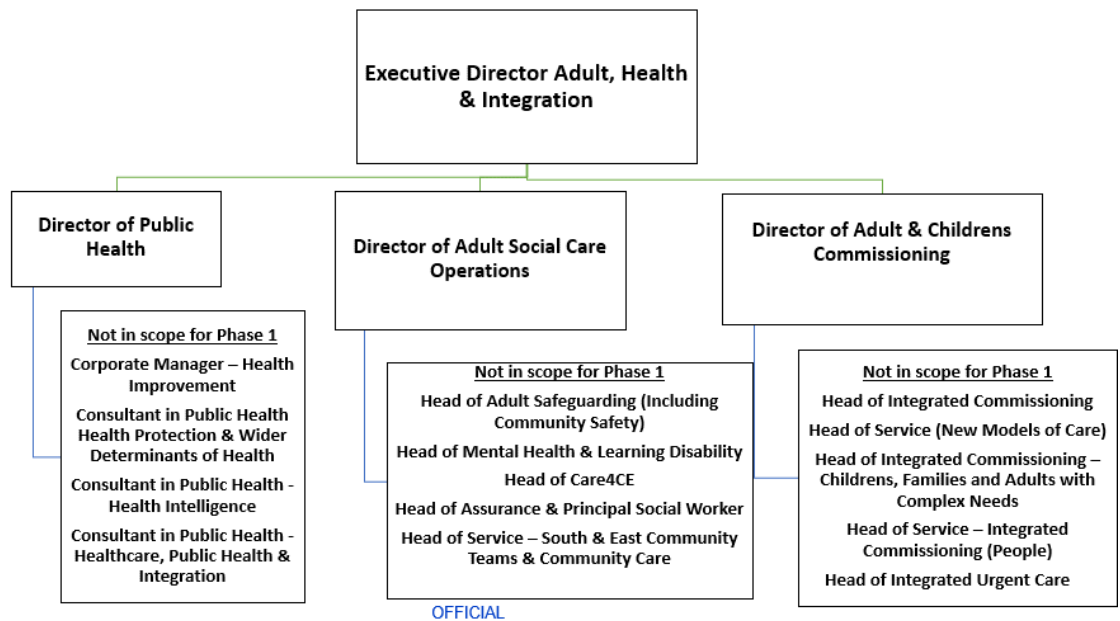 Executive Director Adult, Health
& Integration
Director of Public
Health
Director of Adult Social Care
Operations
Director of Adult & Childrens
Commissioning
Not in scope for Phase 1
Corporate Manager – Health
Improvement
Consultant in Public Health
Health Protection & Wider
Determinants of Health
Consultant in Public Health -
Health Intelligence
Consultant in Public Health -
Healthcare, Public Health &
Integration
Not in scope for Phase 1
Head of Adult Safeguarding (Including
Community Safety)
Head of Mental Health & Learning Disability
Head of Care4CE
Head of Assurance & Principal Social Worker
Head of Service – South & East Community
Teams & Community Care
Not in scope for Phase 1
Head of Integrated Commissioning
Head of Service (New Models of Care)
Head of Integrated Commissioning –
Childrens, Families and Adults with
Complex Needs
Head of Service – Integrated
Commissioning (People)
Head of Integrated Urgent Care
OFFICIAL